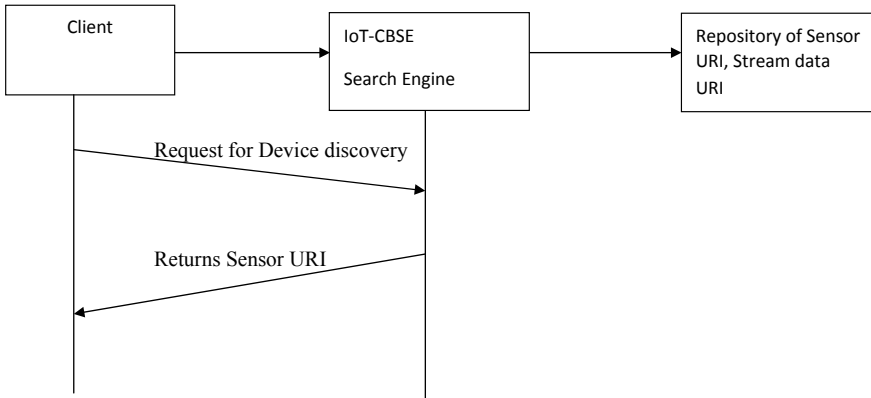 Client
IoT-CBSE
Search Engine
Repository of Sensor
URI, Stream data
URI
Request for Device discovery
Returns Sensor URI